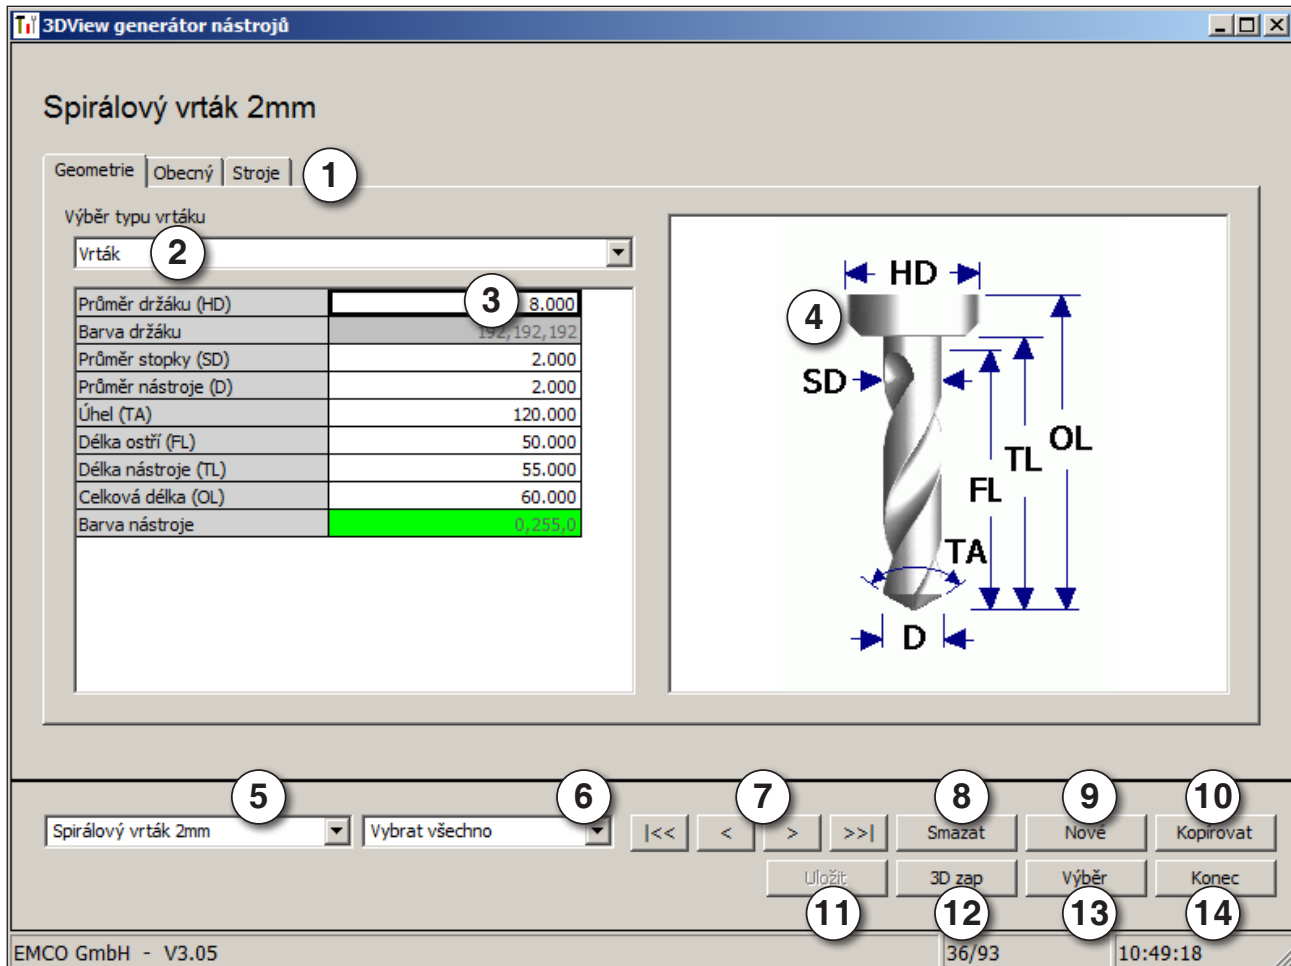 3DView generátor nástrojů
Spirálový vrták 2mm
Geometrie Obecný Stroje 1
Výběr typu vrtáku
Vrták 2
Průměr držáku (HD) 3 8.000
Barva držáku 192,192,192
Průměr stopky (SD) 2.000
Průměr nástroje (D) 2.000
Úhel (TA) 120.000
Délka ostří (FL) 50.000
Délka nástroje (TL) 55.000
Celková délka (OL) 60.000
Barva nástroje 0,255,0
HD
4
SD
OL
TL
FL
TA
D
5 6 7 8 9 10
Spirálový vrták 2mm Vybrat všechno |<< < > >>| Smazat Nové Kopírovat
Uložit 3D zap Výběr Konec
11 12 13 14
EMCO GmbH - V3.05 36/93 10:49:18